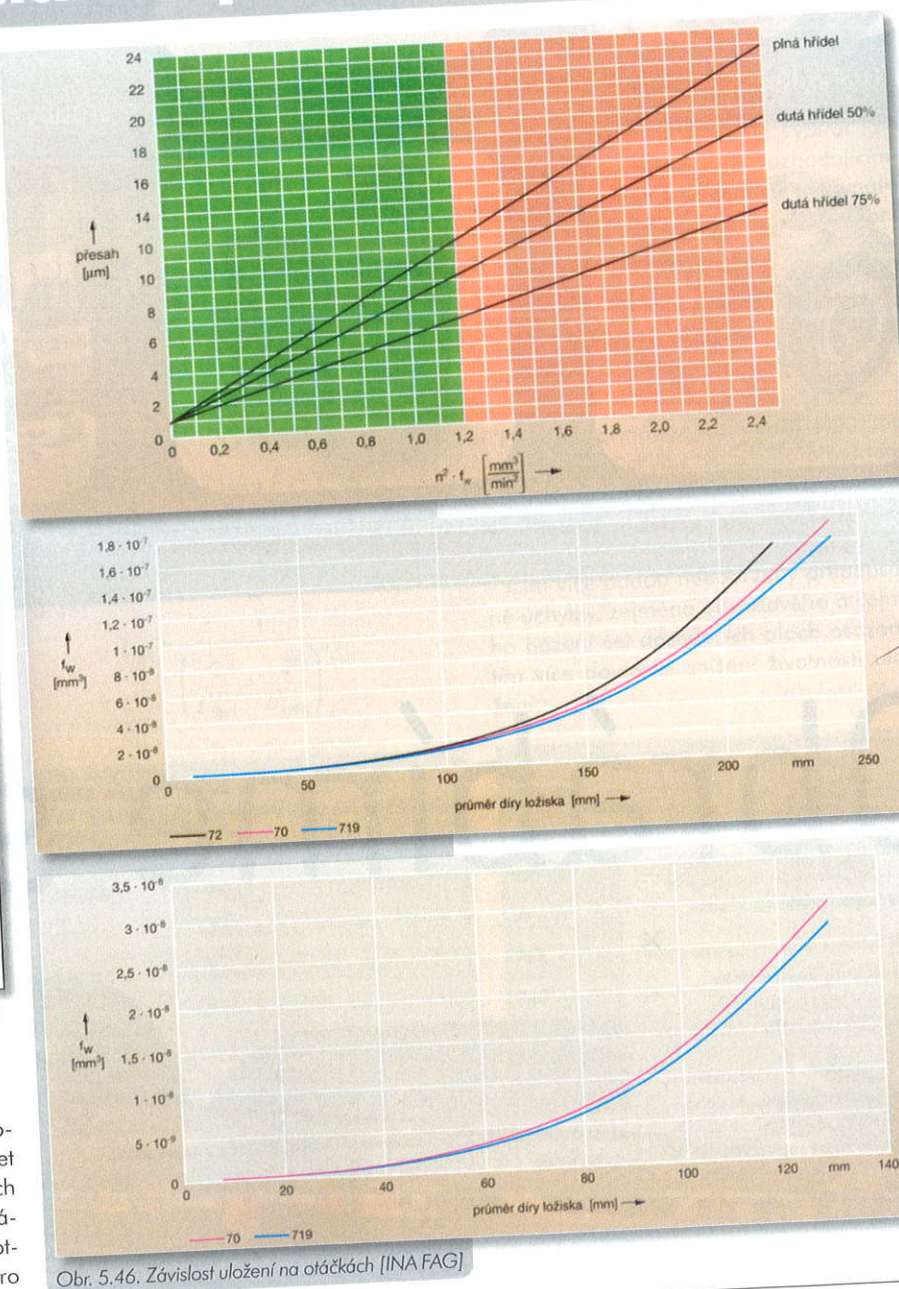 24
22
20
18
16
14
10
10
8
6
4
2
0
přesah
[µm]
plná hřídel
dutá hřídel 50%
dutá hřídel 75%
0 0,2 0,4 0,6 0,8 1,0 1,2 1,4 1,6 1,8 2,0 2,2 2,4
n² · fw [mm³/min²]
1,8 · 10⁻⁷
1,6 · 10⁻⁷
1,4 · 10⁻⁷
1,2 · 10⁻⁷
1 · 10⁻⁷
8 · 10⁻⁸
6 · 10⁻⁸
4 · 10⁻⁸
2 · 10⁻⁸
0
fw
[mm³]
0 50 100 150 200 mm 250
průměr díry ložiska [mm]
72 70 719
3,5 · 10⁻⁸
3 · 10⁻⁸
2,5 · 10⁻⁸
2 · 10⁻⁸
1,5 · 10⁻⁸
1 · 10⁻⁸
5 · 10⁻⁹
0
fw
[mm³]
0 20 40 60 80 100 120 mm 140
průměr díry ložiska [mm]
70 719
Obr. 5.46. Závislost uložení na otáčkách [INA FAG]
o-
et
ch
á-
ot-
ro